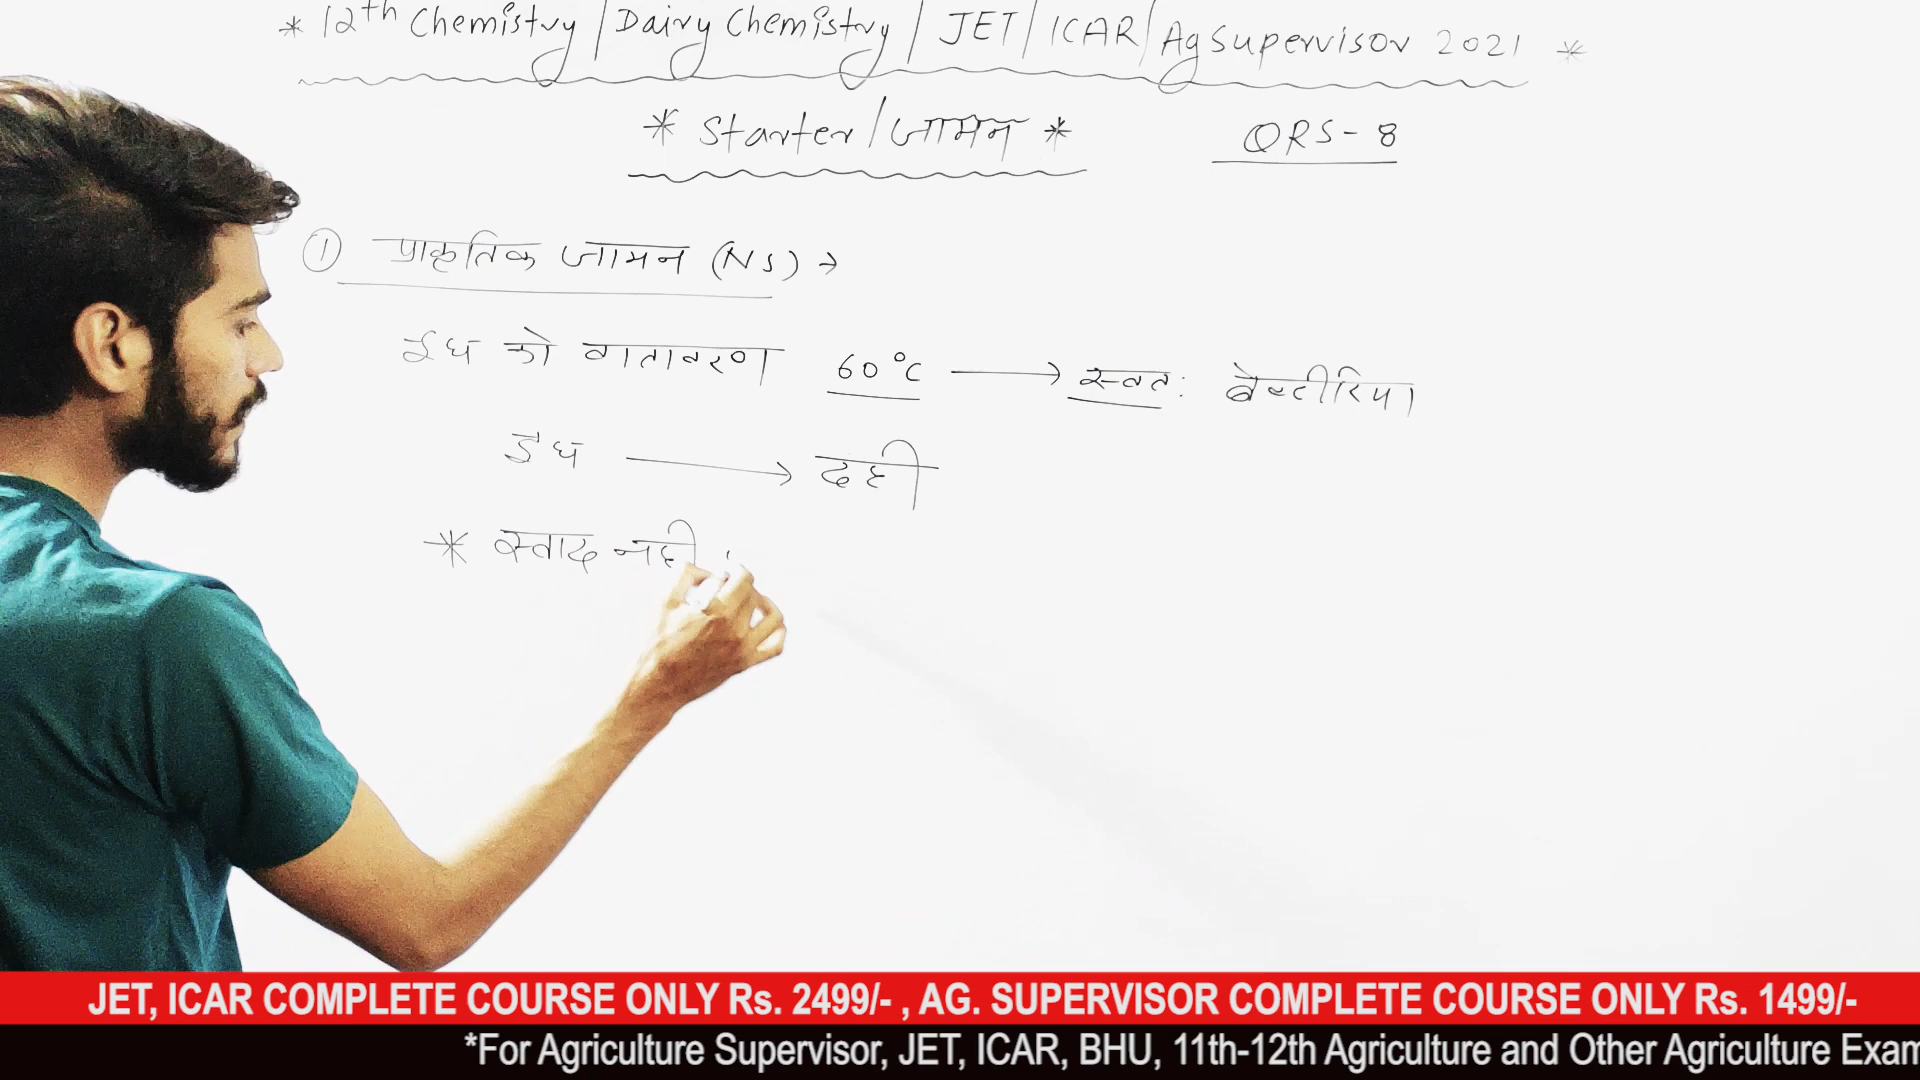 * 12th Chemistry / Dairy Chemistry / JET / ICAR / Ag Supervisor 2021 *
* Starter / जामन *
QRS - 8
① प्राकृतिक जामन (NS) →
दूध को वातावरण 60°C → स्वतः बेक्टीरिया
दूध → दही
* स्वाद नही
JET, ICAR COMPLETE COURSE ONLY Rs. 2499/- , AG. SUPERVISOR COMPLETE COURSE ONLY Rs. 1499/-
*For Agriculture Supervisor, JET, ICAR, BHU, 11th-12th Agriculture and Other Agriculture Exam